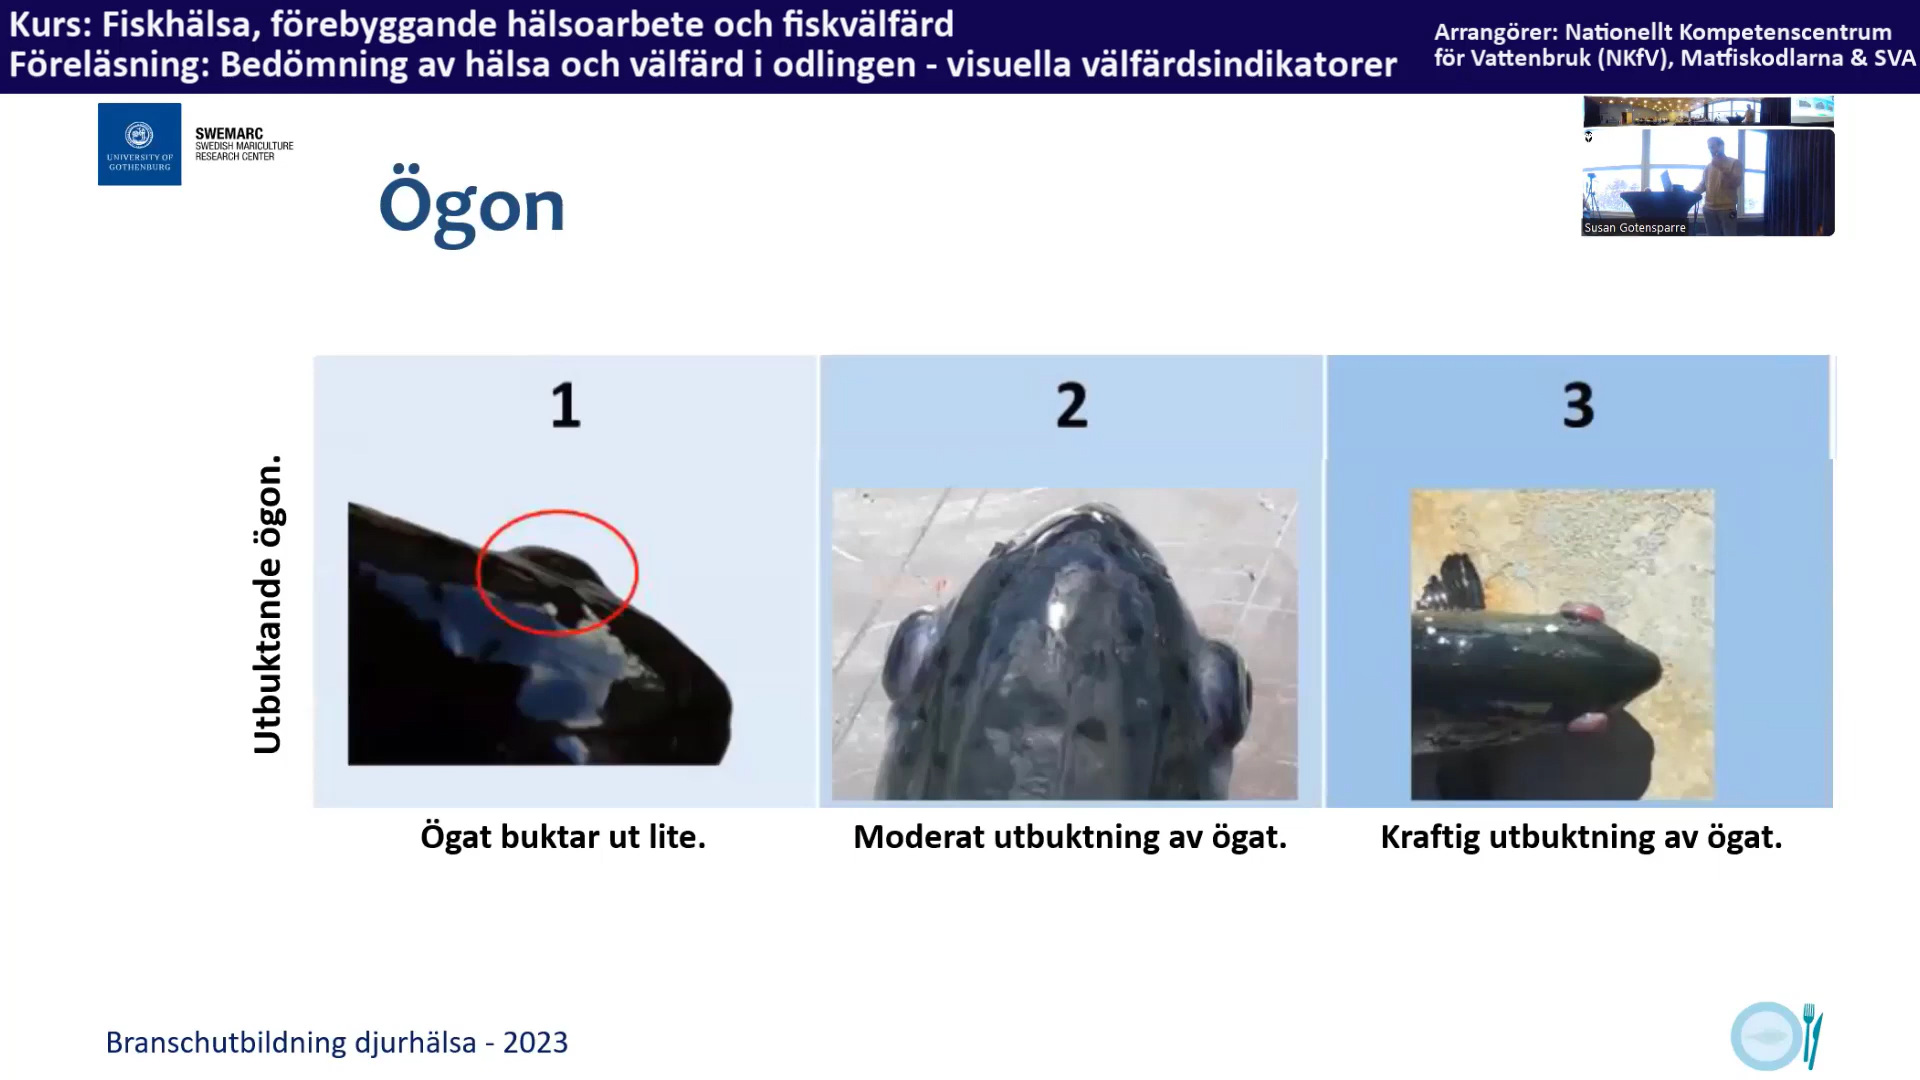 Kurs: Fiskhälsa, förebyggande hälsoarbete och fiskvälfärd
Föreläsning: Bedömning av hälsa och välfärd i odlingen - visuella välfärdsindikatorer
Arrangörer: Nationellt Kompetenscentrum
för Vattenbruk (NKfV), Matfiskodlarna & SVA
UNIVERSITY OF
GOTHENBURG
SWEMARC
SWEDISH MARICULTURE
RESEARCH CENTER
Susan Gotensparre
Ögon
Utbuktande ögon.
1
2
3
Ögat buktar ut lite.
Moderat utbuktning av ögat.
Kraftig utbuktning av ögat.
Branschutbildning djurhälsa - 2023